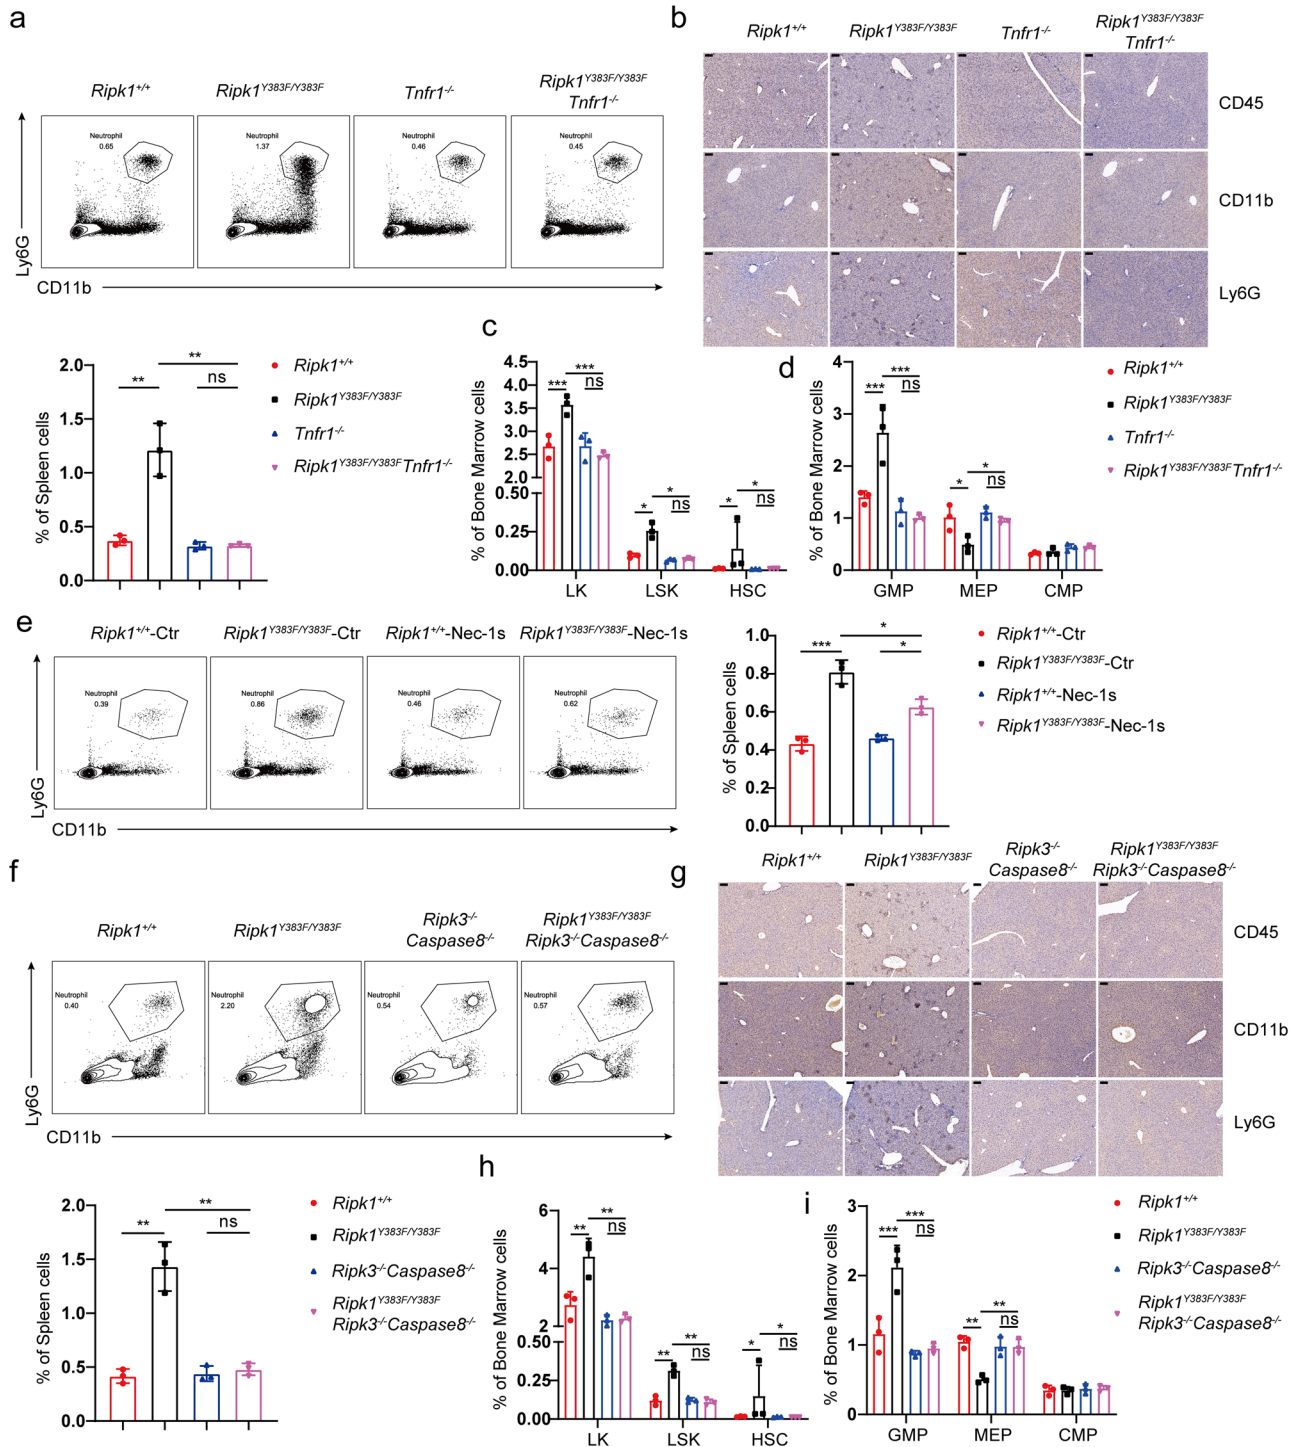 a
Ripk1+/+
Ripk1Y383F/Y383F
Tnfr1-/-
Ripk1Y383F/Y383F
Tnfr1-/-
Neutrophil
0.65
Neutrophil
1.37
Neutrophil
0.46
Neutrophil
0.45
Ly6G
CD11b
b
Ripk1+/+
Ripk1Y383F/Y383F
Tnfr1-/-
Ripk1Y383F/Y383F
Tnfr1-/-
CD45
CD11b
Ly6G
% of Spleen cells
2.0
1.5
1.0
0.5
0.0
**
**
ns
Ripk1+/+
Ripk1Y383F/Y383F
Tnfr1-/-
Ripk1Y383F/Y383FTnfr1-/-
c
% of Bone Marrow cells
4.5
4.0
3.5
3.0
2.5
2.0
0.50
0.25
0.00
***
***
ns
*
*
ns
*
*
ns
LK
LSK
HSC
d
% of Bone Marrow cells
4
3
2
1
0
***
***
ns
*
*
ns
GMP
MEP
CMP
Ripk1+/+
Ripk1Y383F/Y383F
Tnfr1-/-
Ripk1Y383F/Y383FTnfr1-/-
e
Ripk1+/+-Ctr
Ripk1Y383F/Y383F-Ctr
Ripk1+/+-Nec-1s
Ripk1Y383F/Y383F-Nec-1s
Neutrophil
0.39
Neutrophil
0.86
Neutrophil
0.46
Neutrophil
0.62
Ly6G
CD11b
% of Spleen cells
1.0
0.8
0.6
0.4
0.2
0.0
***
*
*
Ripk1+/+-Ctr
Ripk1Y383F/Y383F-Ctr
Ripk1+/+-Nec-1s
Ripk1Y383F/Y383F-Nec-1s
f
Ripk1+/+
Ripk1Y383F/Y383F
Ripk3-/-
Caspase8-/-
Ripk1Y383F/Y383F
Ripk3-/-Caspase8-/-
Neutrophil
0.40
Neutrophil
2.20
Neutrophil
0.54
Neutrophil
0.57
Ly6G
CD11b
g
Ripk1+/+
Ripk1Y383F/Y383F
Ripk3-/-
Caspase8-/-
Ripk1Y383F/Y383F
Ripk3-/-Caspase8-/-
CD45
CD11b
Ly6G
% of Spleen cells
2.0
1.5
1.0
0.5
0.0
**
**
ns
Ripk1+/+
Ripk1Y383F/Y383F
Ripk3-/-Caspase8-/-
Ripk1Y383F/Y383F
Ripk3-/-Caspase8-/-
h
% of Bone Marrow cells
6
4
2
0.50
0.25
0.00
**
**
ns
**
**
ns
*
*
ns
LK
LSK
HSC
i
% of Bone Marrow cells
3
2
1
0
***
***
ns
**
**
ns
GMP
MEP
CMP
Ripk1+/+
Ripk1Y383F/Y383F
Ripk3-/-Caspase8-/-
Ripk1Y383F/Y383F
Ripk3-/-Caspase8-/-